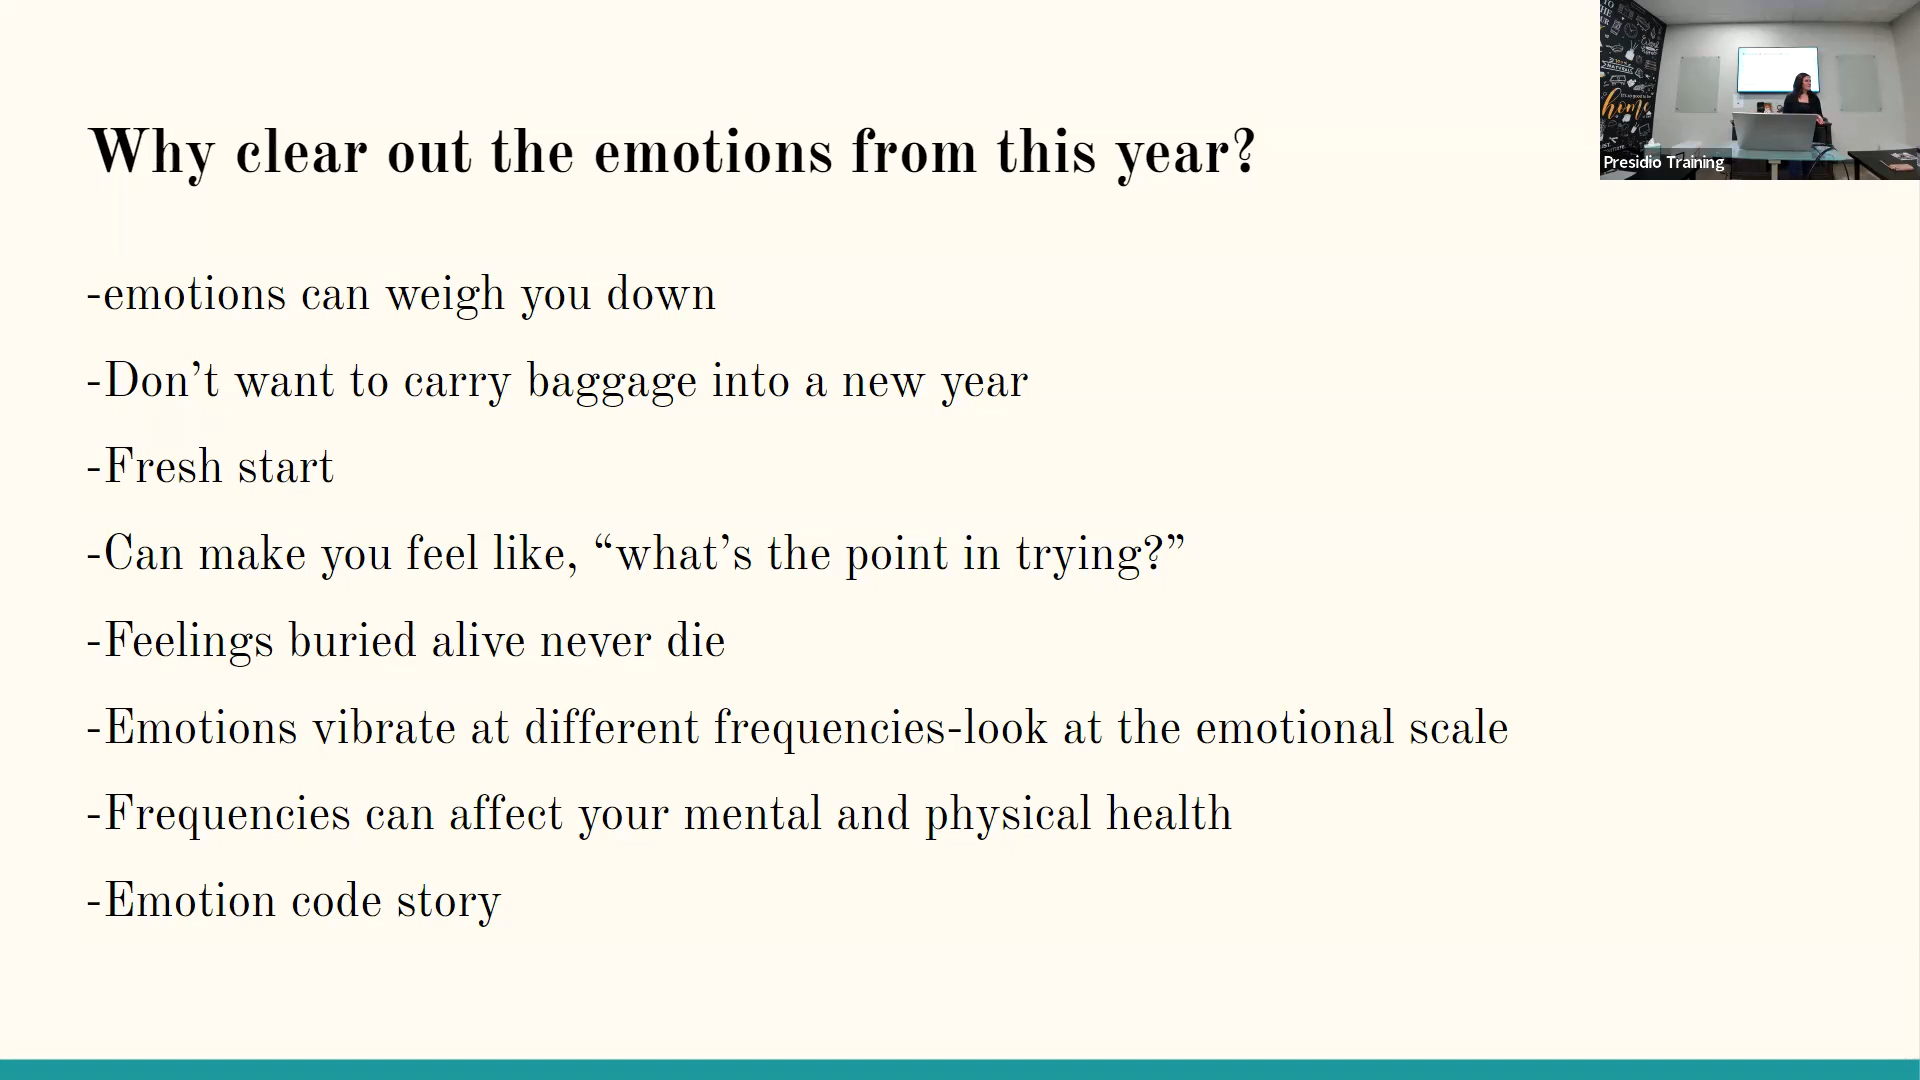 Why clear out the emotions from this year?
-emotions can weigh you down
-Don’t want to carry baggage into a new year
-Fresh start
-Can make you feel like, “what’s the point in trying?”
-Feelings buried alive never die
-Emotions vibrate at different frequencies-look at the emotional scale
-Frequencies can affect your mental and physical health
-Emotion code story
home
Presidio Training